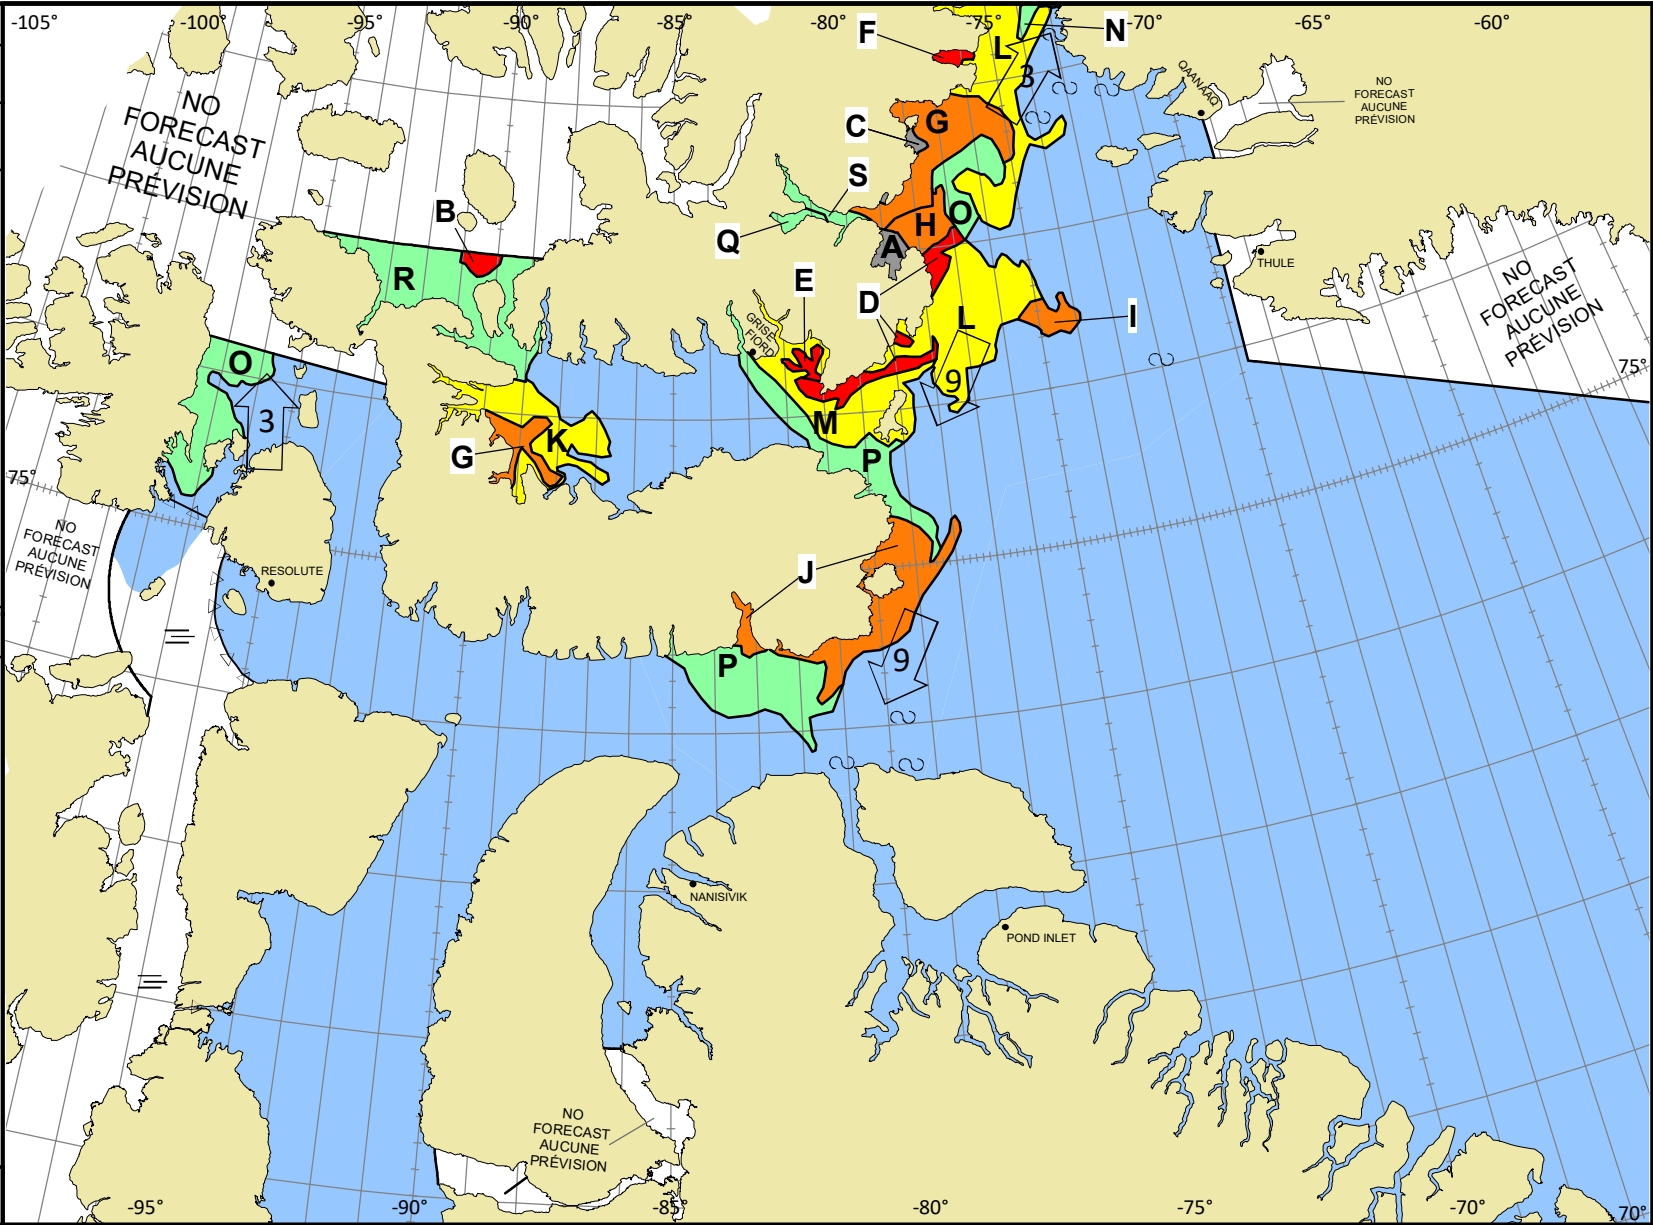 -105° -100° -95° -90° -85° -80° -75° -70° -65° -60°
F
L
N
3
QAANAAQ
NO
FORECAST
AUCUNE
PRÉVISION
NO
FORECAST
AUCUNE
PRÉVISION
C
G
S
B
Q
H
O
A
THULE
R
E
D
NO
FORECAST
AUCUNE
PRÉVISION
GRISE
FIORD
L
I
O
75°
9
3
M
K
G
P
75°
NO
FORECAST
AUCUNE
PRÉVISION
RESOLUTE
J
P
9
NANISIVIK
POND INLET
NO
FORECAST
AUCUNE
PRÉVISION
-95° -90° -85° -80° -75° -70° 70°